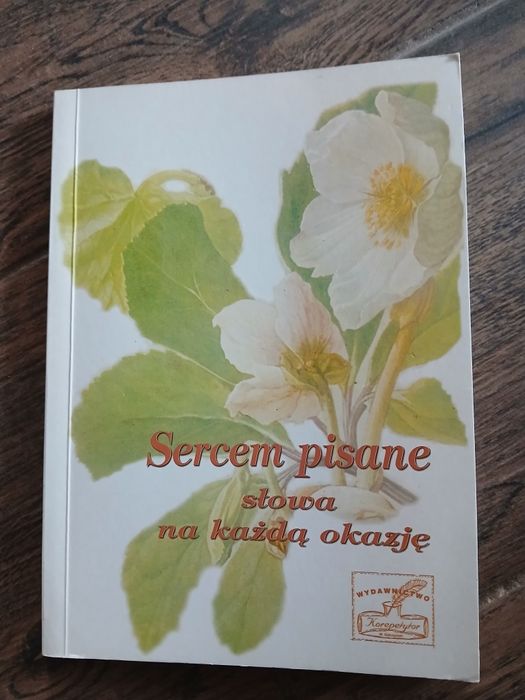 Sercem pisane
słowa
na każdą okazję
WYDAWNICTWO
Korepetytor